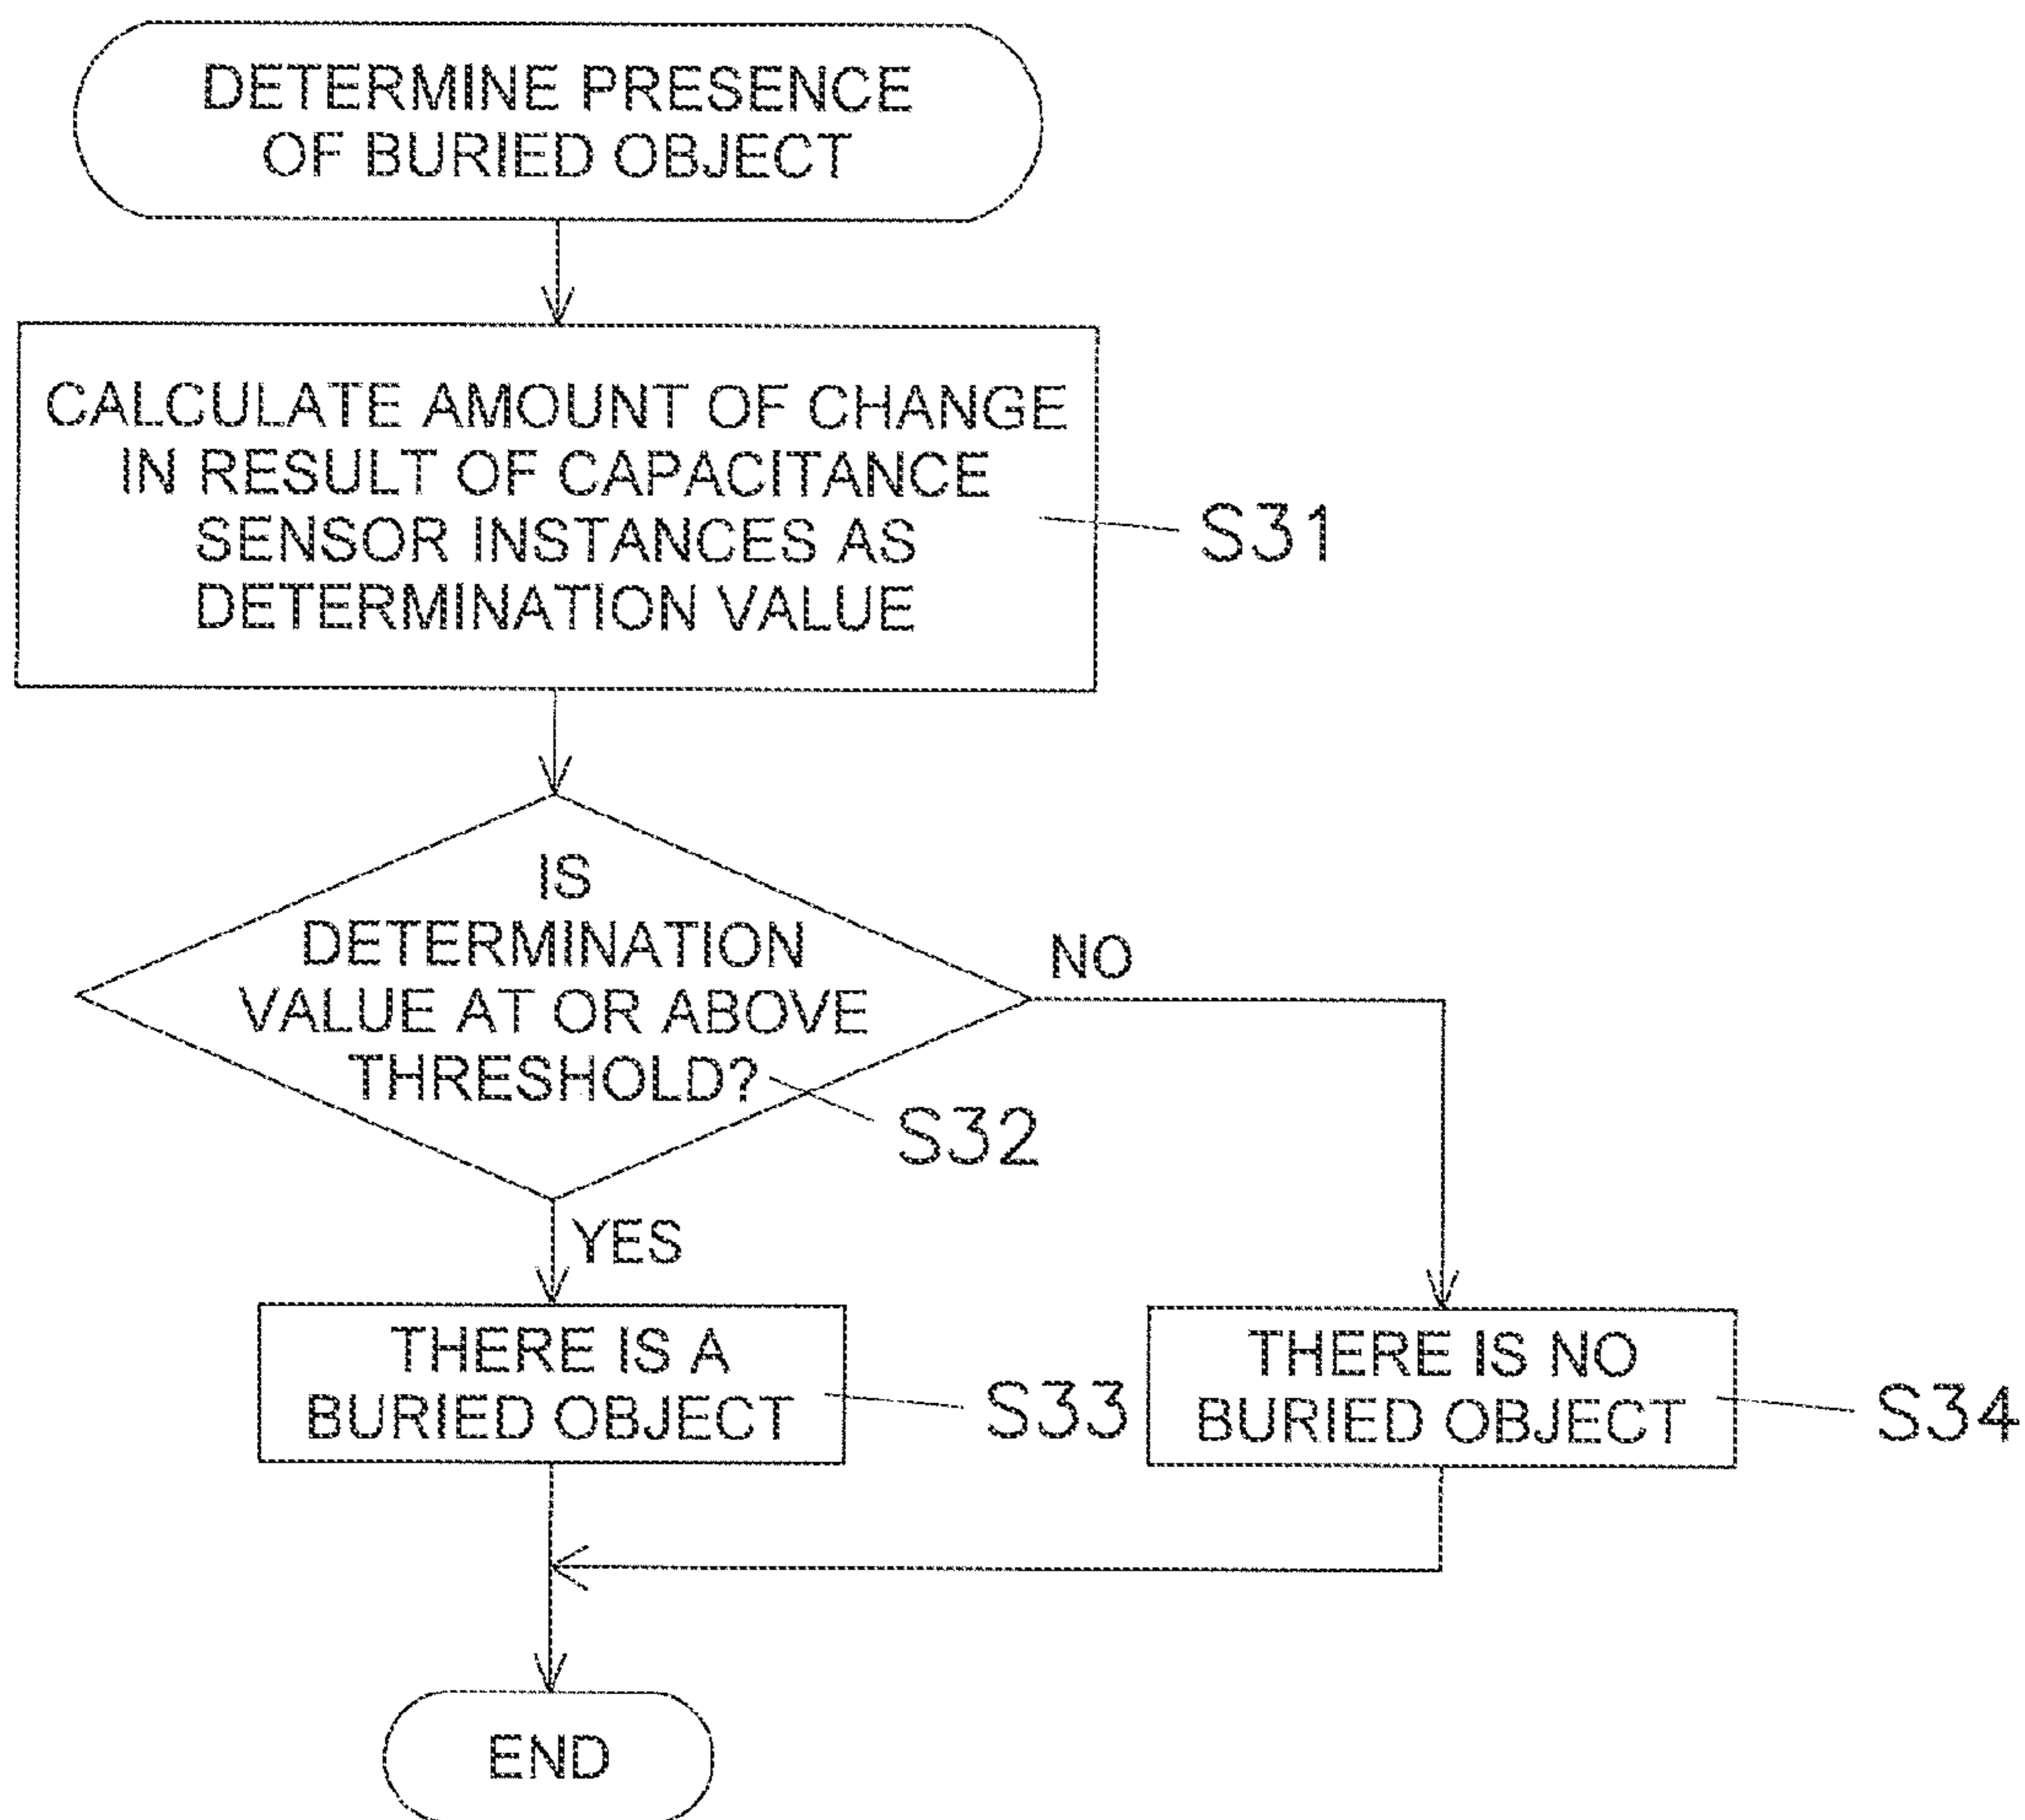 DETERMINE PRESENCE
OF BURIED OBJECT
CALCULATE AMOUNT OF CHANGE
IN RESULT OF CAPACITANCE
SENSOR INSTANCES AS
DETERMINATION VALUE
S31
IS
DETERMINATION
VALUE AT OR ABOVE
THRESHOLD?
NO
S32
YES
THERE IS A
BURIED OBJECT
S33
THERE IS NO
BURIED OBJECT
S34
END